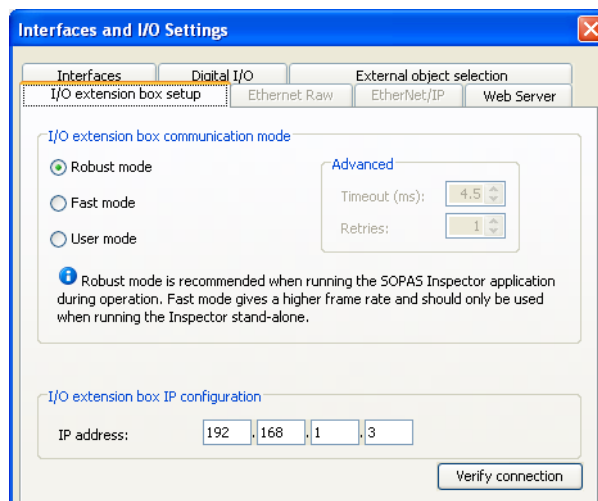 Interfaces and I/O Settings
Interfaces
Digital I/O
External object selection
I/O extension box setup
Ethernet Raw
EtherNet/IP
Web Server
I/O extension box communication mode
Robust mode
Fast mode
User mode
Advanced
Timeout (ms): 4.5
Retries: 1
Robust mode is recommended when running the SOPAS Inspector application
during operation. Fast mode gives a higher frame rate and should only be used
when running the Inspector stand-alone.
I/O extension box IP configuration
IP address: 192 . 168 . 1 . 3
Verify connection